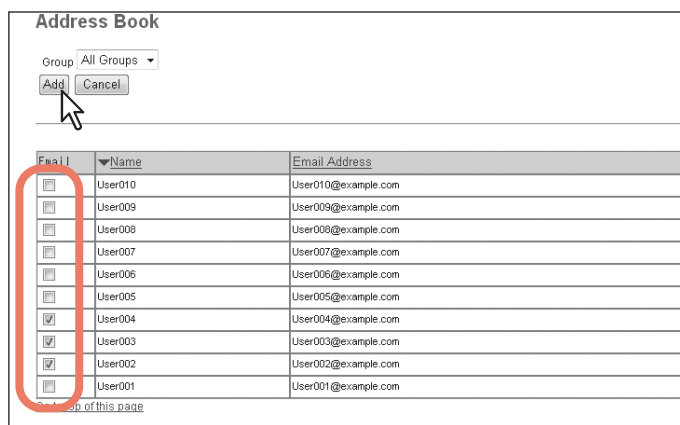 Address Book
Group All Groups
Add Cancel
Email Name Email Address
User010 User010@example.com
User009 User009@example.com
User008 User008@example.com
User007 User007@example.com
User006 User006@example.com
User005 User005@example.com
User004 User004@example.com
User003 User003@example.com
User002 User002@example.com
User001 User001@example.com
of this page